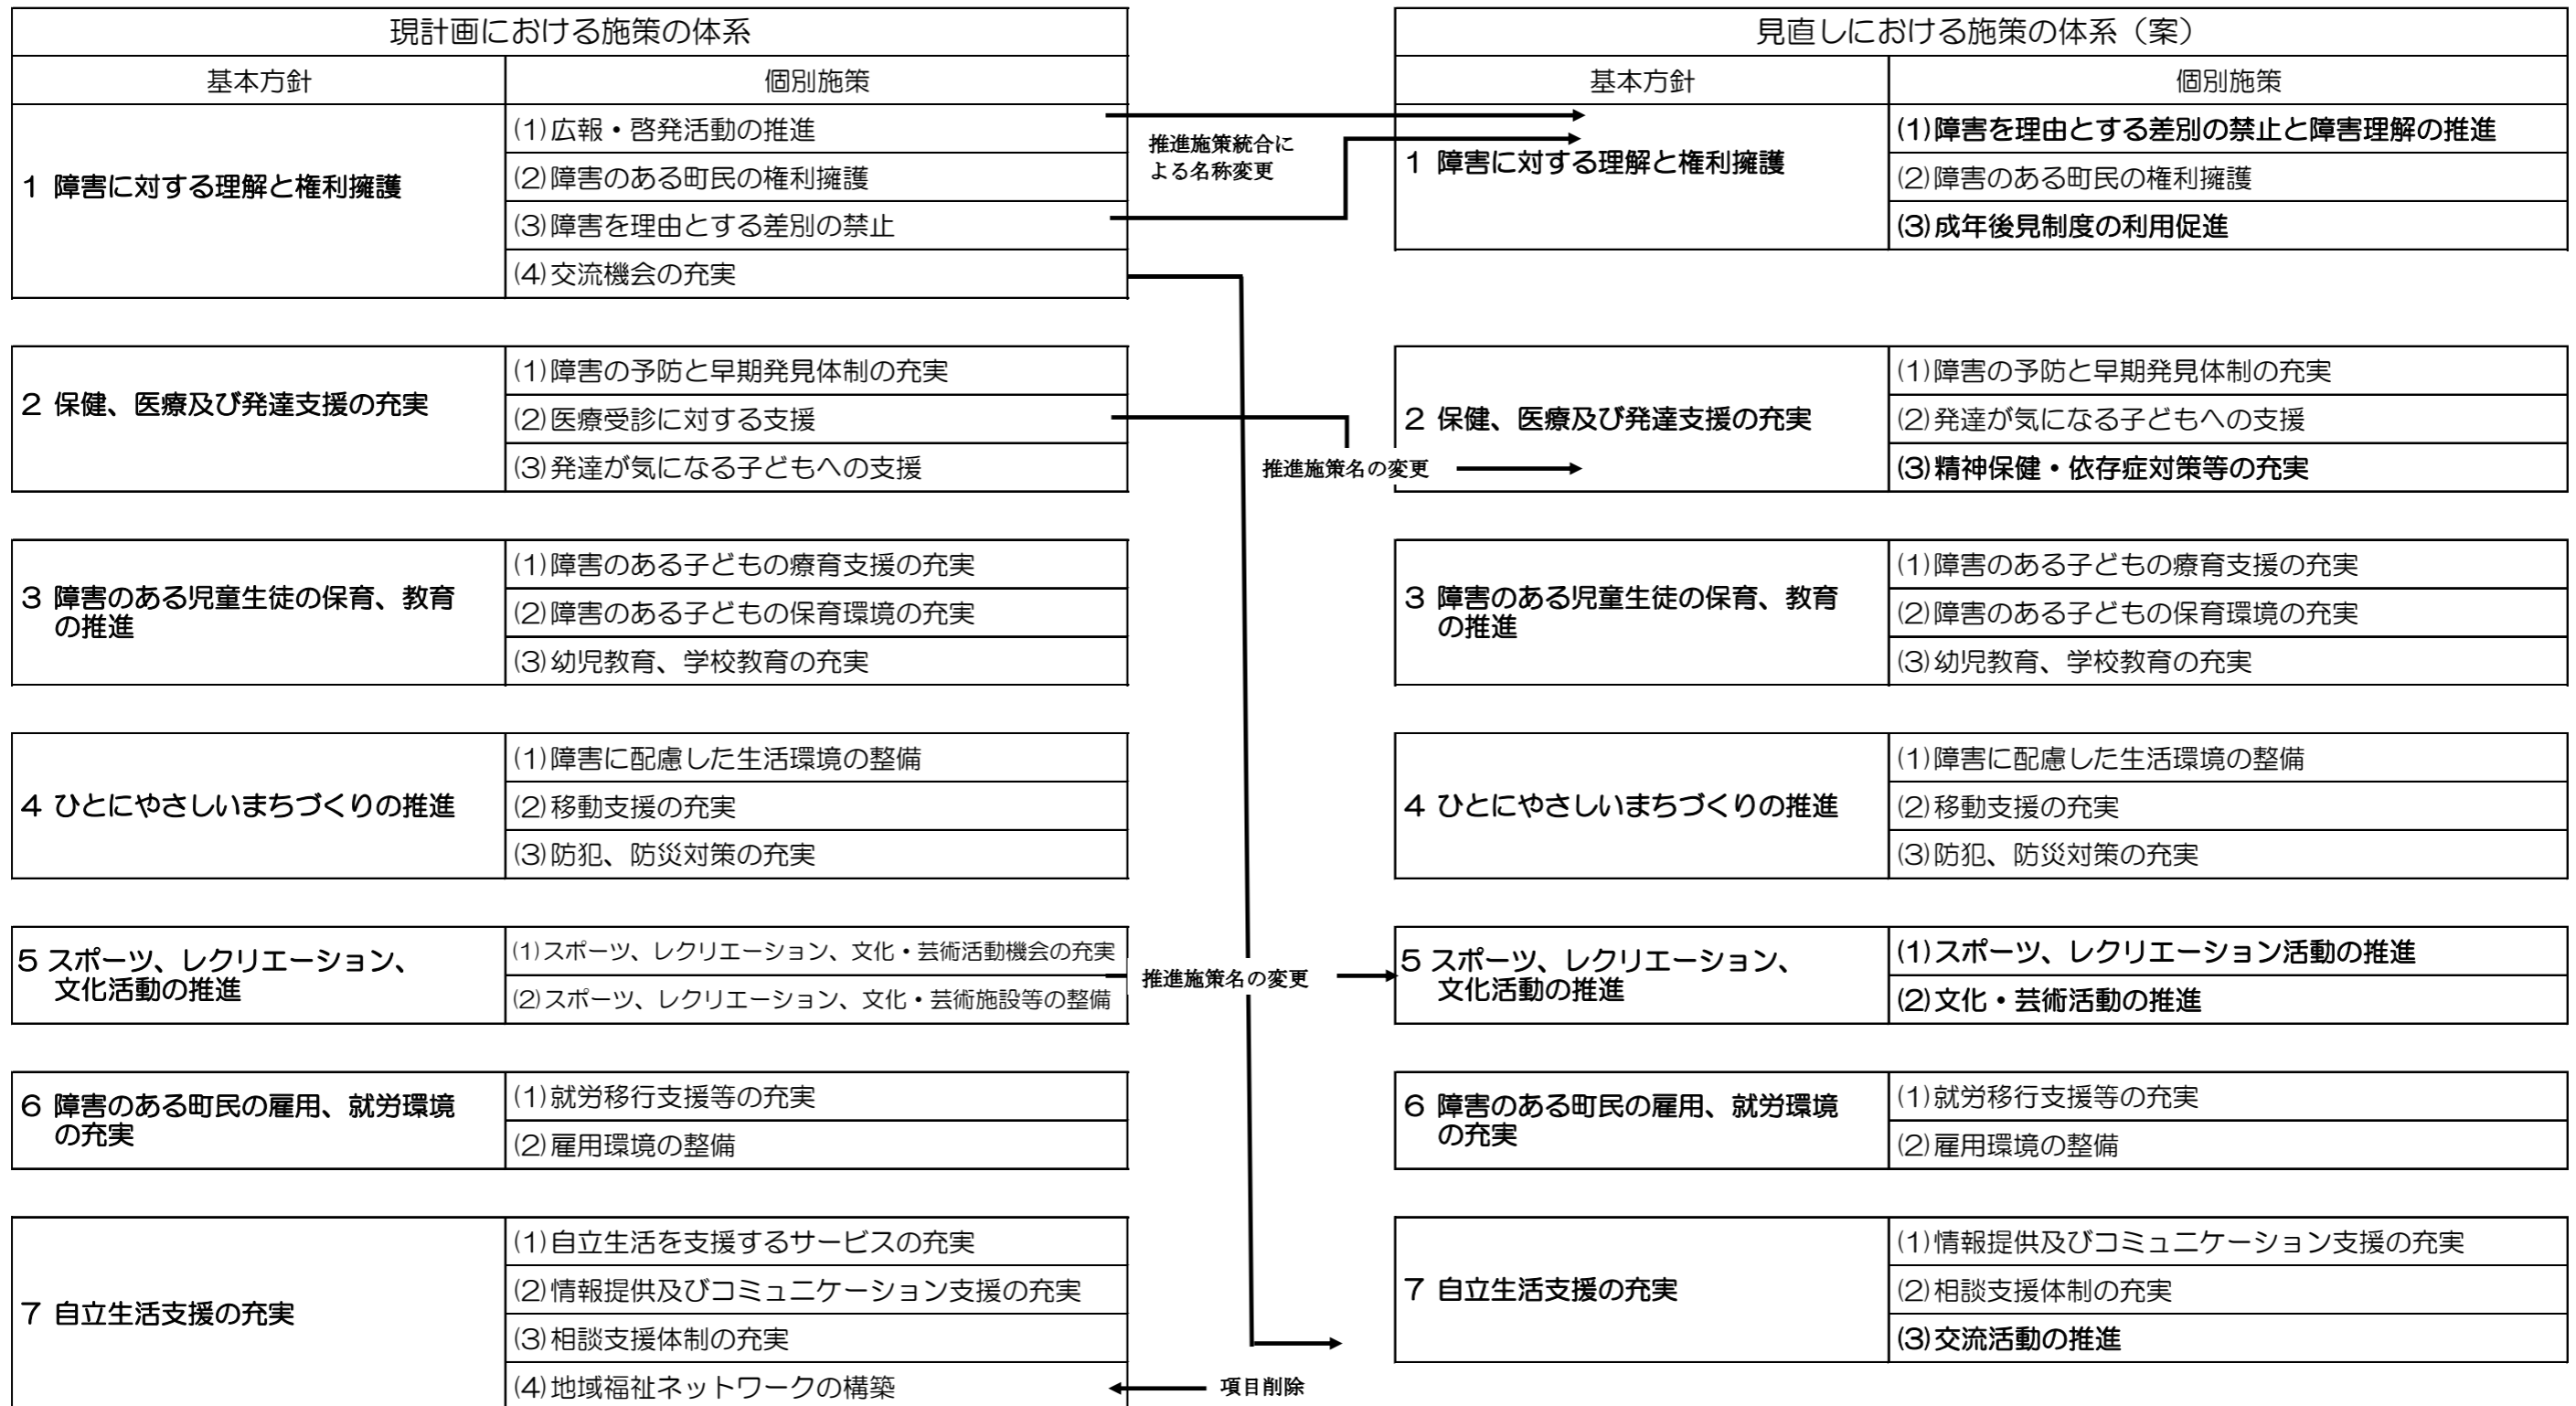 現計画における施策の体系
基本方針
個別施策
1 障害に対する理解と権利擁護
(1)広報・啓発活動の推進
(2)障害のある町民の権利擁護
(3)障害を理由とする差別の禁止
(4)交流機会の充実
2 保健、医療及び発達支援の充実
(1)障害の予防と早期発見体制の充実
(2)医療受診に対する支援
(3)発達が気になる子どもへの支援
3 障害のある児童生徒の保育、教育
の推進
(1)障害のある子どもの療育支援の充実
(2)障害のある子どもの保育環境の充実
(3)幼児教育、学校教育の充実
4 ひとにやさしいまちづくりの推進
(1)障害に配慮した生活環境の整備
(2)移動支援の充実
(3)防犯、防災対策の充実
5 スポーツ、レクリエーション、
文化活動の推進
(1)スポーツ、レクリエーション、文化・芸術活動機会の充実
(2)スポーツ、レクリエーション、文化・芸術施設等の整備
6 障害のある町民の雇用、就労環境
の充実
(1)就労移行支援等の充実
(2)雇用環境の整備
7 自立生活支援の充実
(1)自立生活を支援するサービスの充実
(2)情報提供及びコミュニケーション支援の充実
(3)相談支援体制の充実
(4)地域福祉ネットワークの構築
推進施策統合に
よる名称変更
推進施策名の変更
推進施策名の変更
項目削除
見直しにおける施策の体系（案）
基本方針
個別施策
1 障害に対する理解と権利擁護
(1)障害を理由とする差別の禁止と障害理解の推進
(2)障害のある町民の権利擁護
(3)成年後見制度の利用促進
2 保健、医療及び発達支援の充実
(1)障害の予防と早期発見体制の充実
(2)発達が気になる子どもへの支援
(3)精神保健・依存症対策等の充実
3 障害のある児童生徒の保育、教育
の推進
(1)障害のある子どもの療育支援の充実
(2)障害のある子どもの保育環境の充実
(3)幼児教育、学校教育の充実
4 ひとにやさしいまちづくりの推進
(1)障害に配慮した生活環境の整備
(2)移動支援の充実
(3)防犯、防災対策の充実
5 スポーツ、レクリエーション、
文化活動の推進
(1)スポーツ、レクリエーション活動の推進
(2)文化・芸術活動の推進
6 障害のある町民の雇用、就労環境
の充実
(1)就労移行支援等の充実
(2)雇用環境の整備
7 自立生活支援の充実
(1)情報提供及びコミュニケーション支援の充実
(2)相談支援体制の充実
(3)交流活動の推進